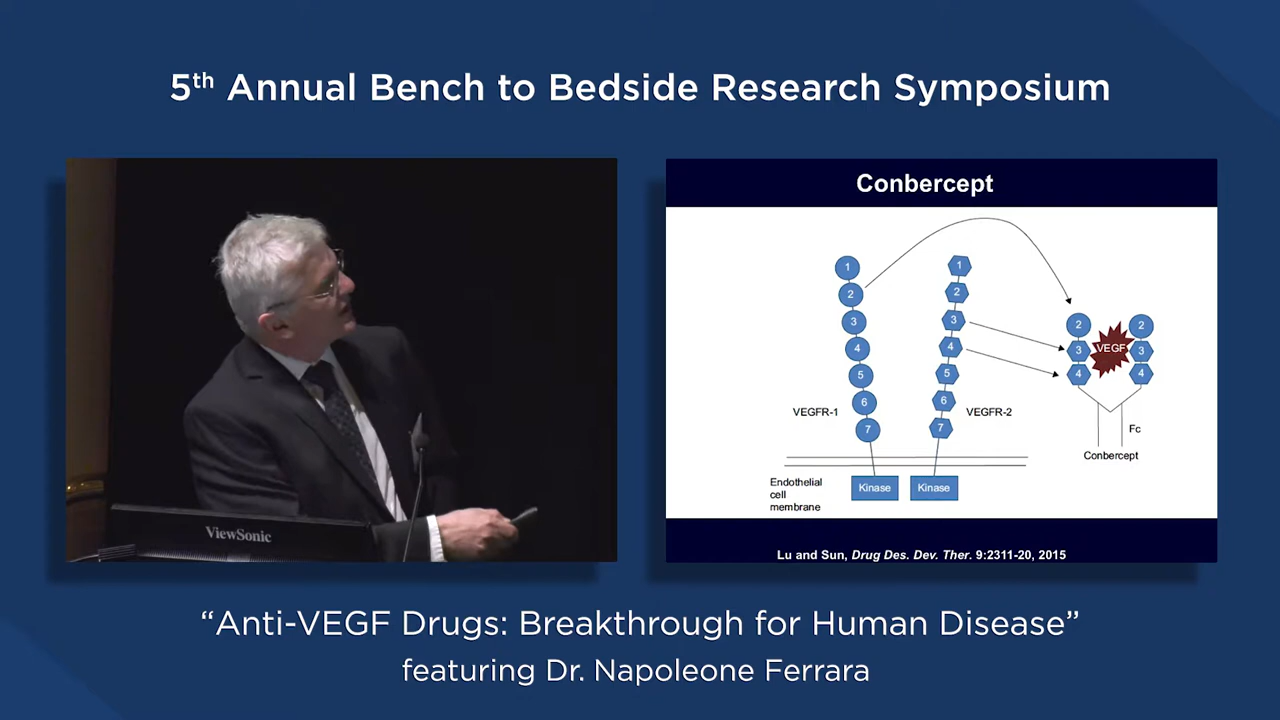 5th Annual Bench to Bedside Research Symposium
ViewSonic
Conbercept
1
2
3
4
5
6
7
VEGFR-1
Kinase
1
2
3
4
5
6
7
VEGFR-2
Kinase
Endothelial
cell
membrane
2
3
4
VEGF
2
3
4
Fc
Conbercept
Lu and Sun, Drug Des. Dev. Ther. 9:2311-20, 2015
“Anti-VEGF Drugs: Breakthrough for Human Disease”
featuring Dr. Napoleone Ferrara